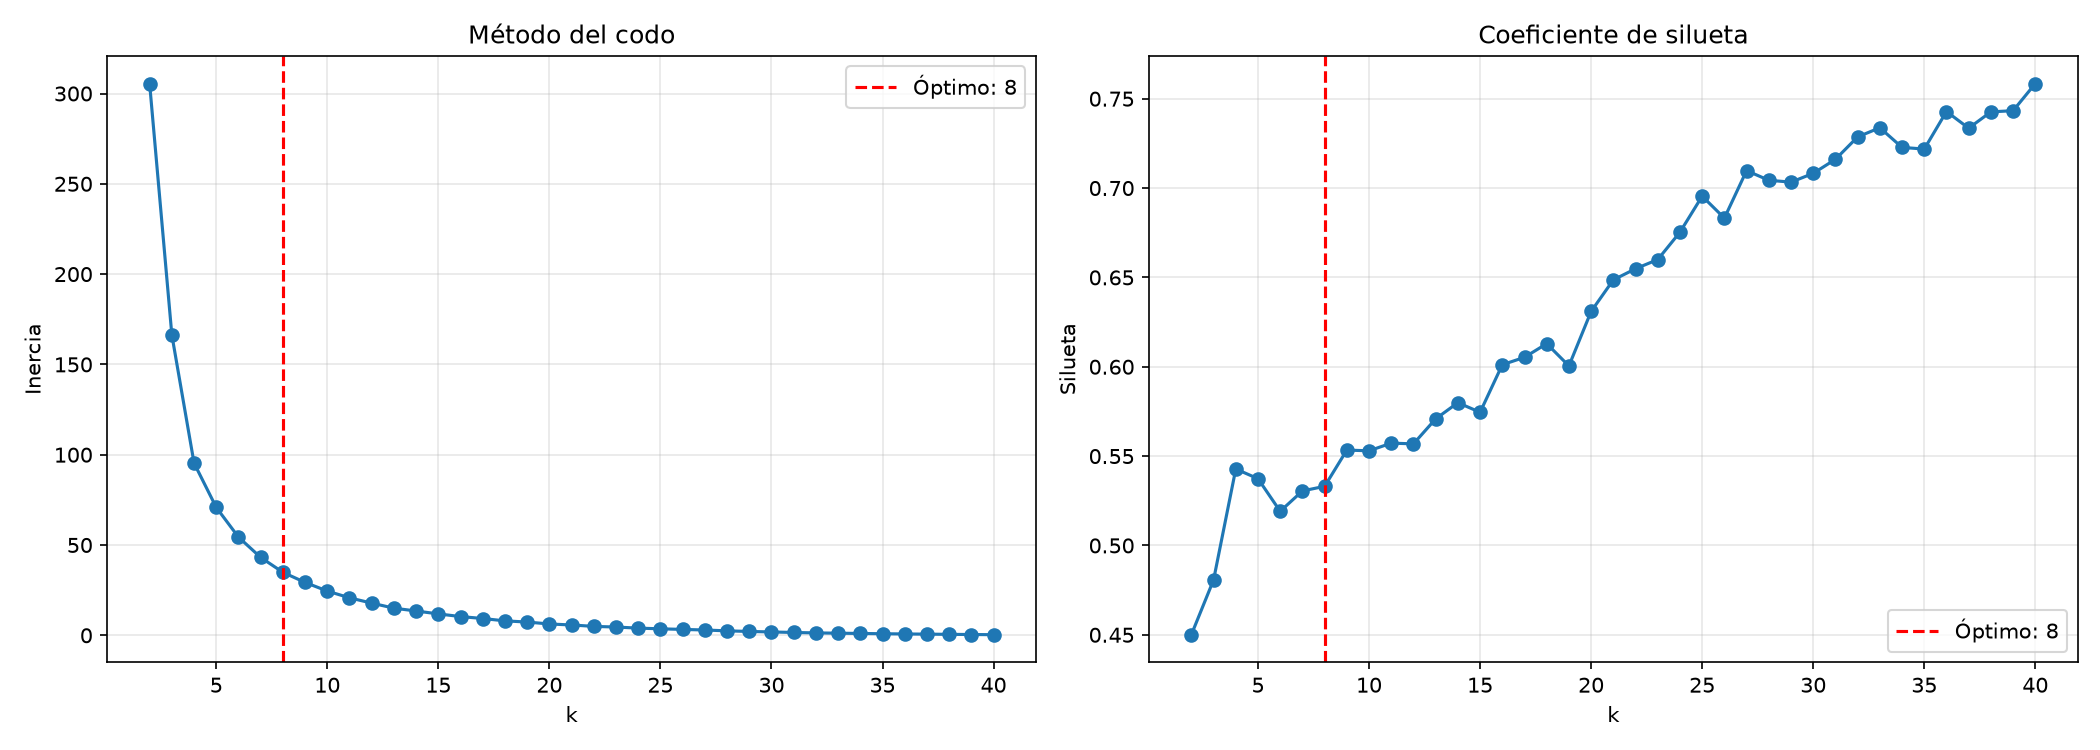 Método del codo
Óptimo: 8
300
250
200
150
100
50
0
Inercia
5 10 15 20 25 30 35 40
k
Coeficiente de silueta
0.75
0.70
0.65
0.60
0.55
0.50
0.45
Silueta
Óptimo: 8
5 10 15 20 25 30 35 40
k